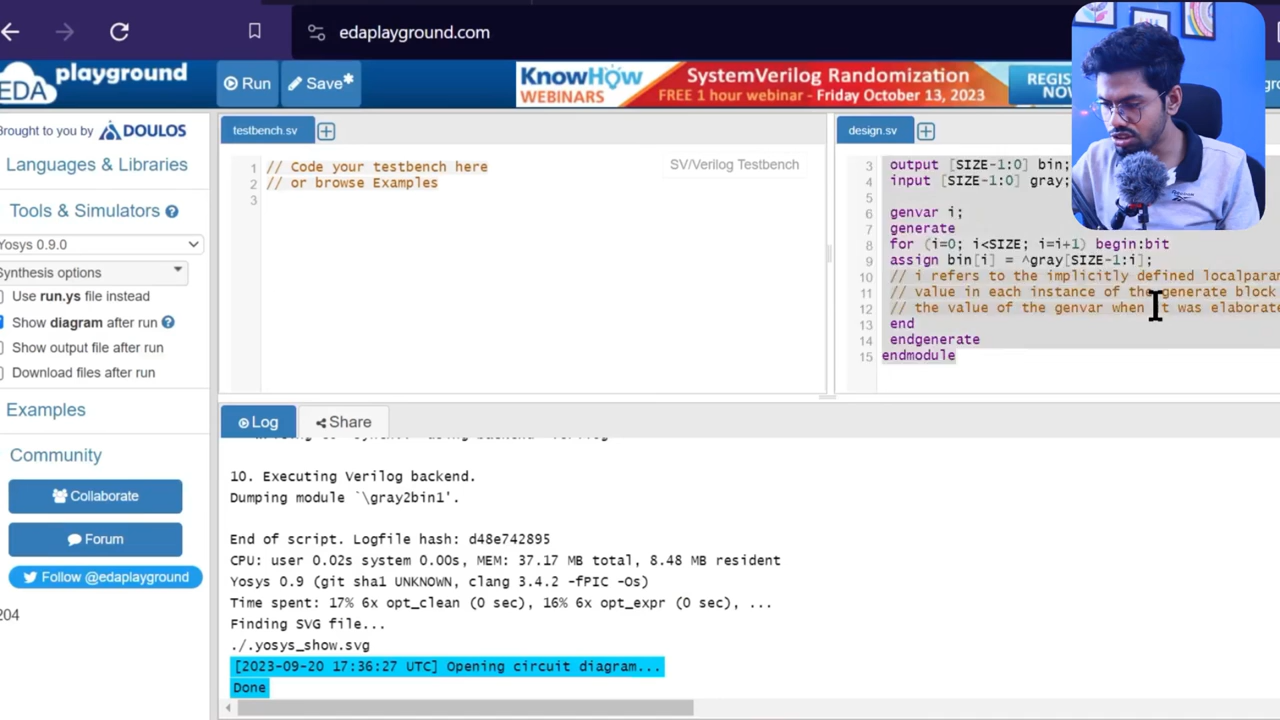 edaplayground.com
EDA playground
Run
Save*
KnowHow
WEBINARS
SystemVerilog Randomization
FREE 1 hour webinar - Friday October 13, 2023
REGIS
NOW
Brought to you by DOULOS
Languages & Libraries
Tools & Simulators
Yosys 0.9.0
Synthesis options
Use run.ys file instead
Show diagram after run
Show output file after run
Download files after run
Examples
Community
Collaborate
Forum
Follow @edaplayground
204
testbench.sv
SV/Verilog Testbench
1 // Code your testbench here
2 // or browse Examples
3
design.sv
3 output [SIZE-1:0] bin;
4 input [SIZE-1:0] gray;
5
6 genvar i;
7 generate
8 for (i=0; i<SIZE; i=i+1) begin:bit
9 assign bin[i] = ^gray[SIZE-1:i];
10 // i refers to the implicitly defined localparam
11 // value in each instance of the generate block
12 // the value of the genvar when it was elaborate
13 end
14 endgenerate
15 endmodule
Log
Share
10. Executing Verilog backend.
Dumping module `\gray2bin1'.
End of script. Logfile hash: d48e742895
CPU: user 0.02s system 0.00s, MEM: 37.17 MB total, 8.48 MB resident
Yosys 0.9 (git sha1 UNKNOWN, clang 3.4.2 -fPIC -Os)
Time spent: 17% 6x opt_clean (0 sec), 16% 6x opt_expr (0 sec), ...
Finding SVG file...
./.yosys_show.svg
[2023-09-20 17:36:27 UTC] Opening circuit diagram...
Done